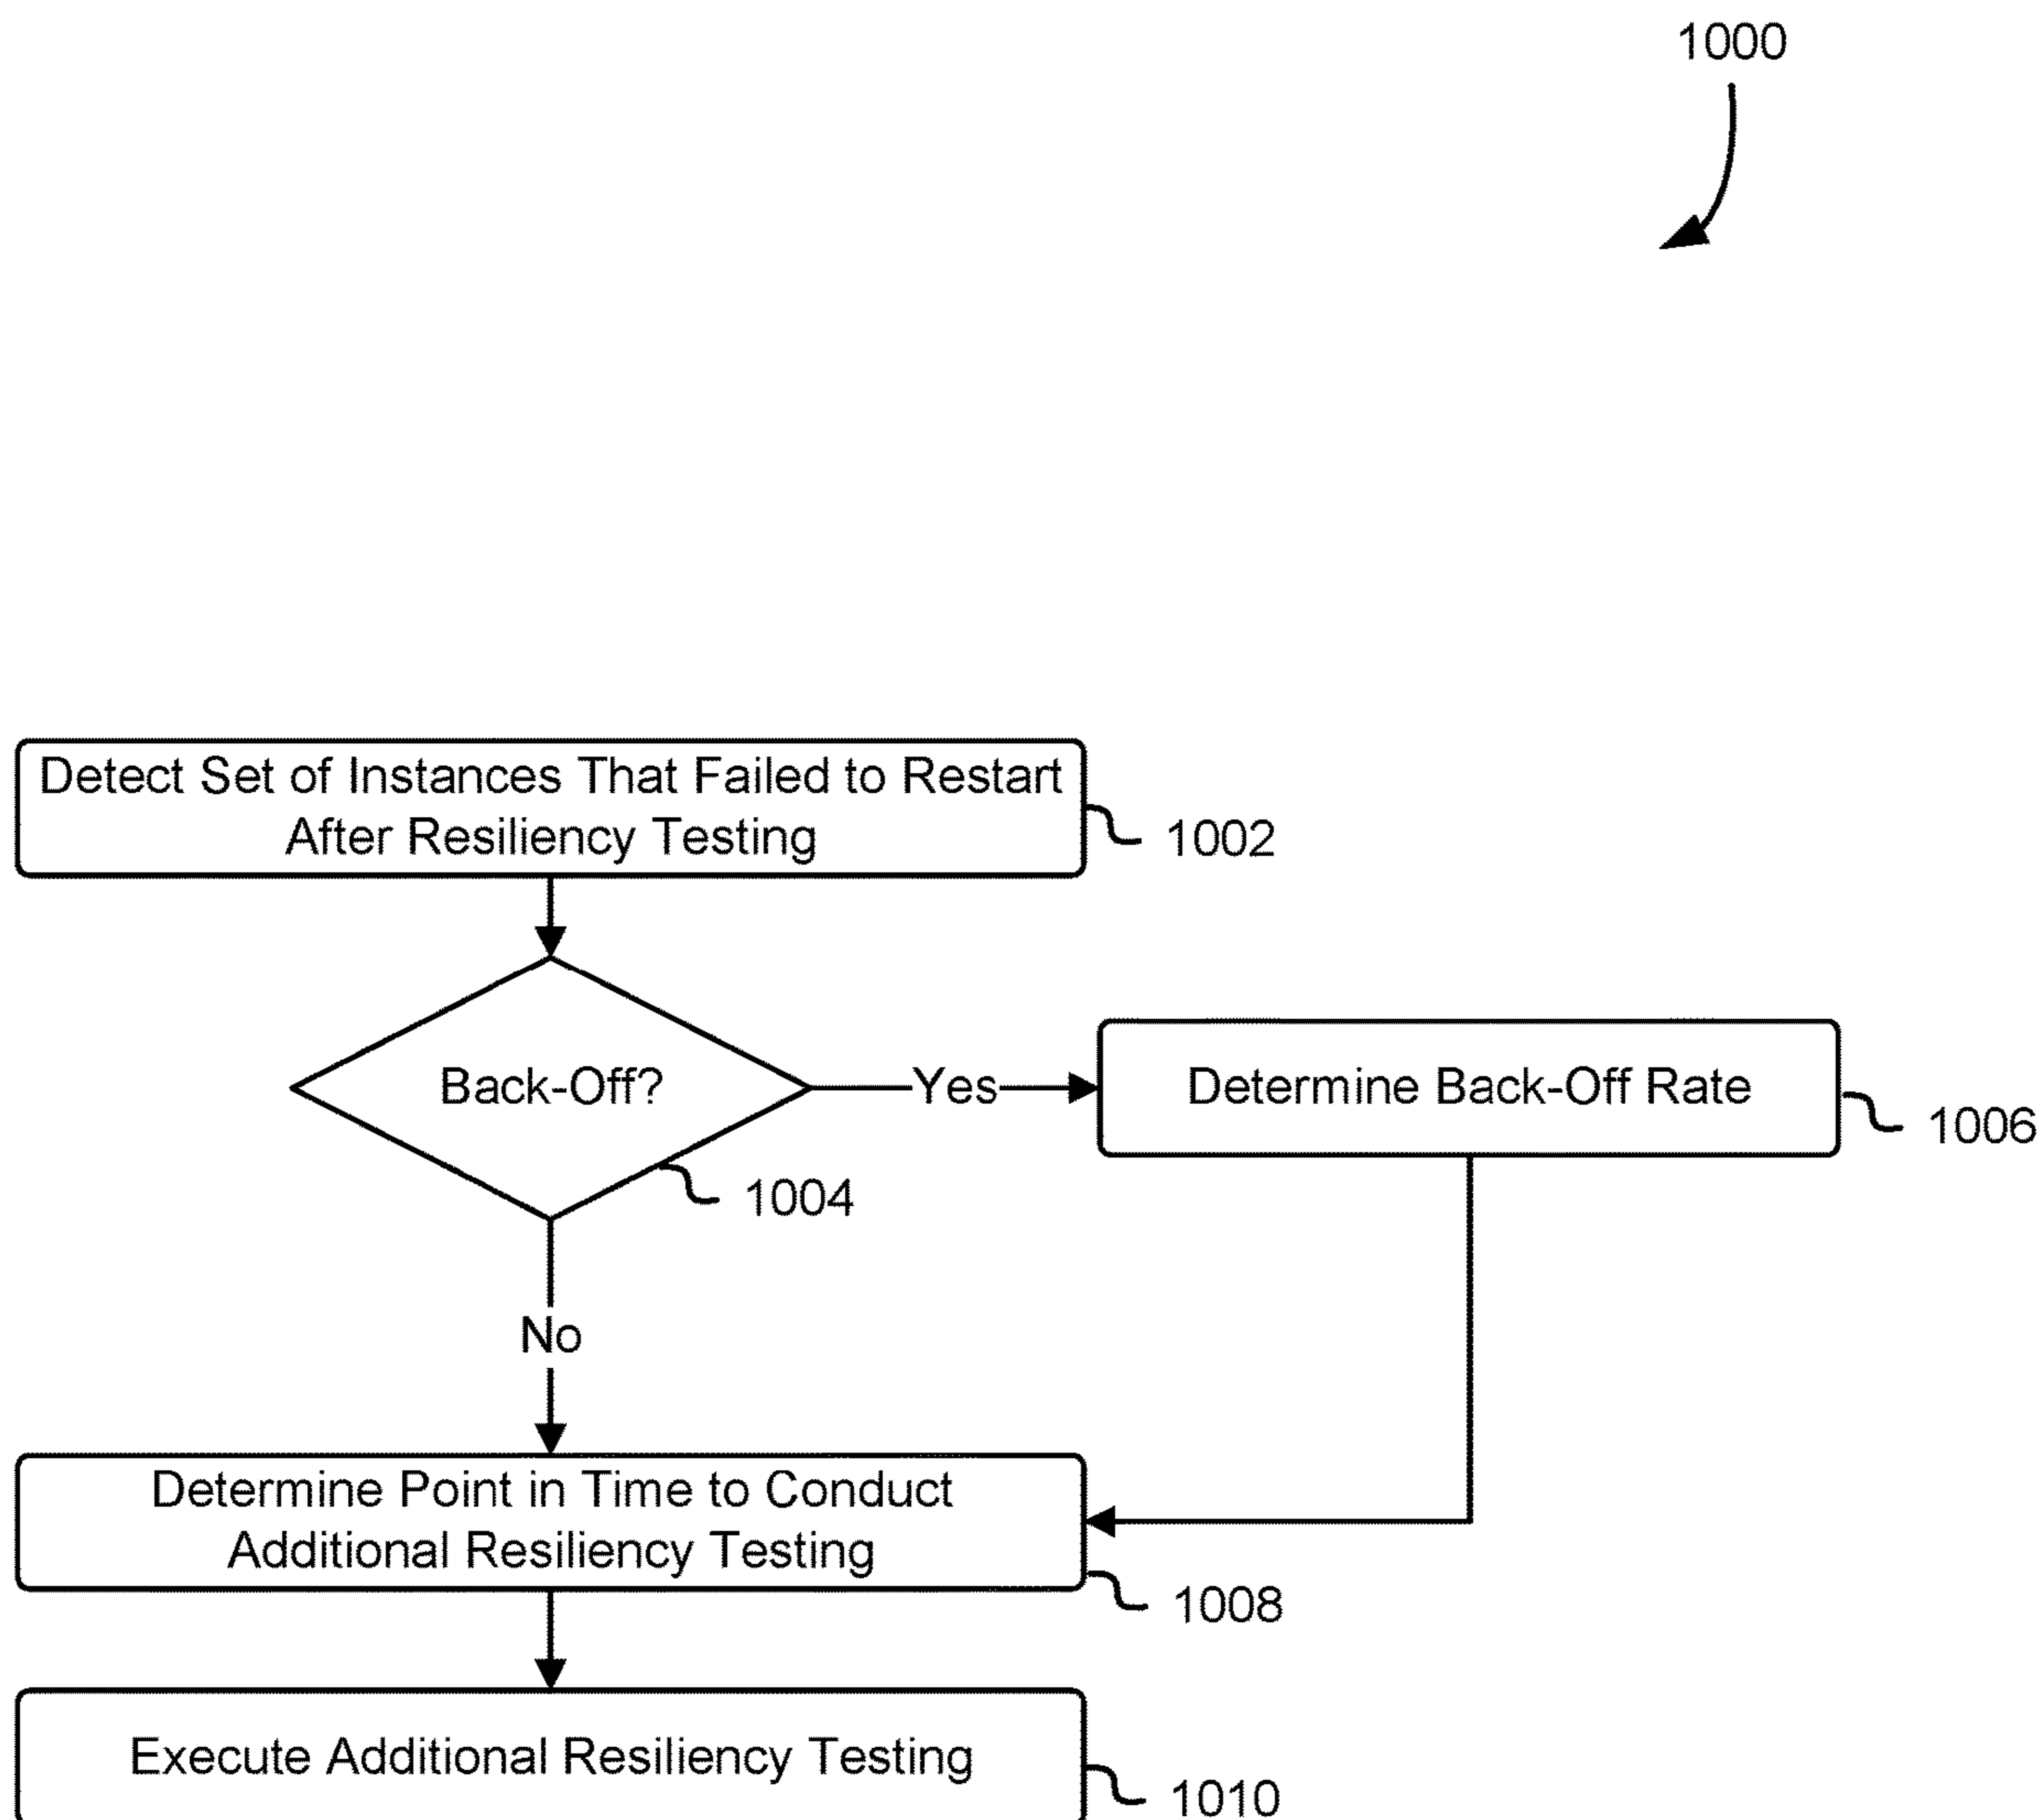 1000
Detect Set of Instances That Failed to Restart
After Resiliency Testing
1002
Back-Off?
Yes
Determine Back-Off Rate
1006
1004
No
Determine Point in Time to Conduct
Additional Resiliency Testing
1008
Execute Additional Resiliency Testing
1010